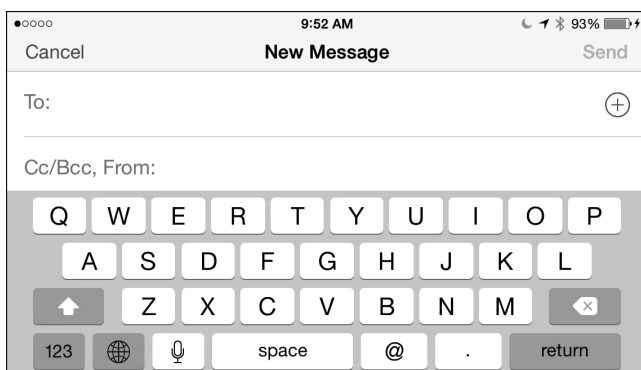 9:52 AM 93%
Cancel New Message Send
To:
Cc/Bcc, From:
Q W E R T Y U I O P
A S D F G H J K L
Z X C V B N M
123 space @ . return